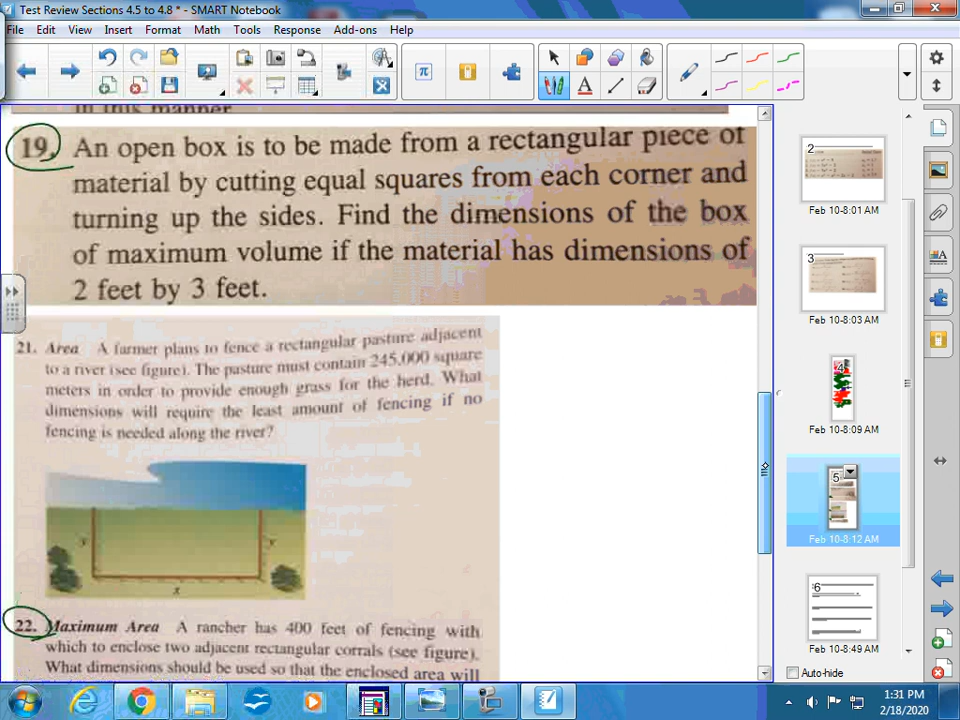 Test Review Sections 4.5 to 4.8 * - SMART Notebook
File Edit View Insert Format Math Tools Response Add-ons Help
in this manner
19. An open box is to be made from a rectangular piece of
material by cutting equal squares from each corner and
turning up the sides. Find the dimensions of the box
of maximum volume if the material has dimensions of
2 feet by 3 feet.
21. Area A farmer plans to fence a rectangular pasture adjacent
to a river (see figure). The pasture must contain 245,000 square
meters in order to provide enough grass for the herd. What
dimensions will require the least amount of fencing if no
fencing is needed along the river?
y y
x
22. Maximum Area A rancher has 400 feet of fencing with
which to enclose two adjacent rectangular corrals (see figure).
What dimensions should be used so that the enclosed area will
2
Feb 10-8:01 AM
3
Feb 10-8:03 AM
4
Feb 10-8:09 AM
5
Feb 10-8:12 AM
6
Feb 10-8:49 AM
Auto-hide
1:31 PM
2/18/2020